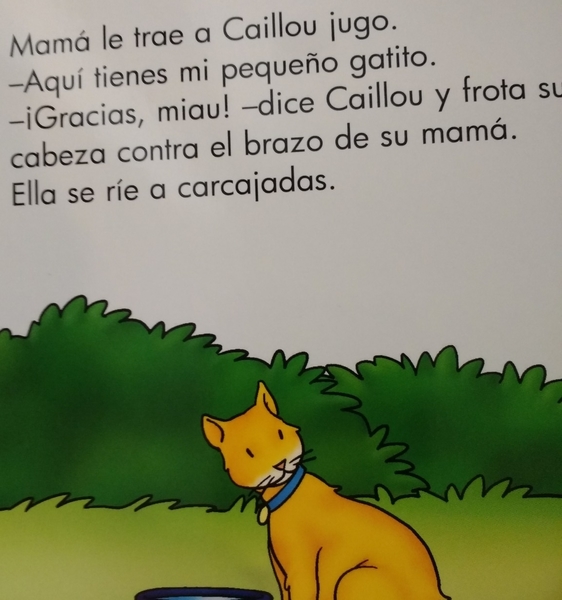 Mamá le trae a Caillou jugo.
–Aquí tienes mi pequeño gatito.
–¡Gracias, miau! –dice Caillou y frota su
cabeza contra el brazo de su mamá.
Ella se ríe a carcajadas.